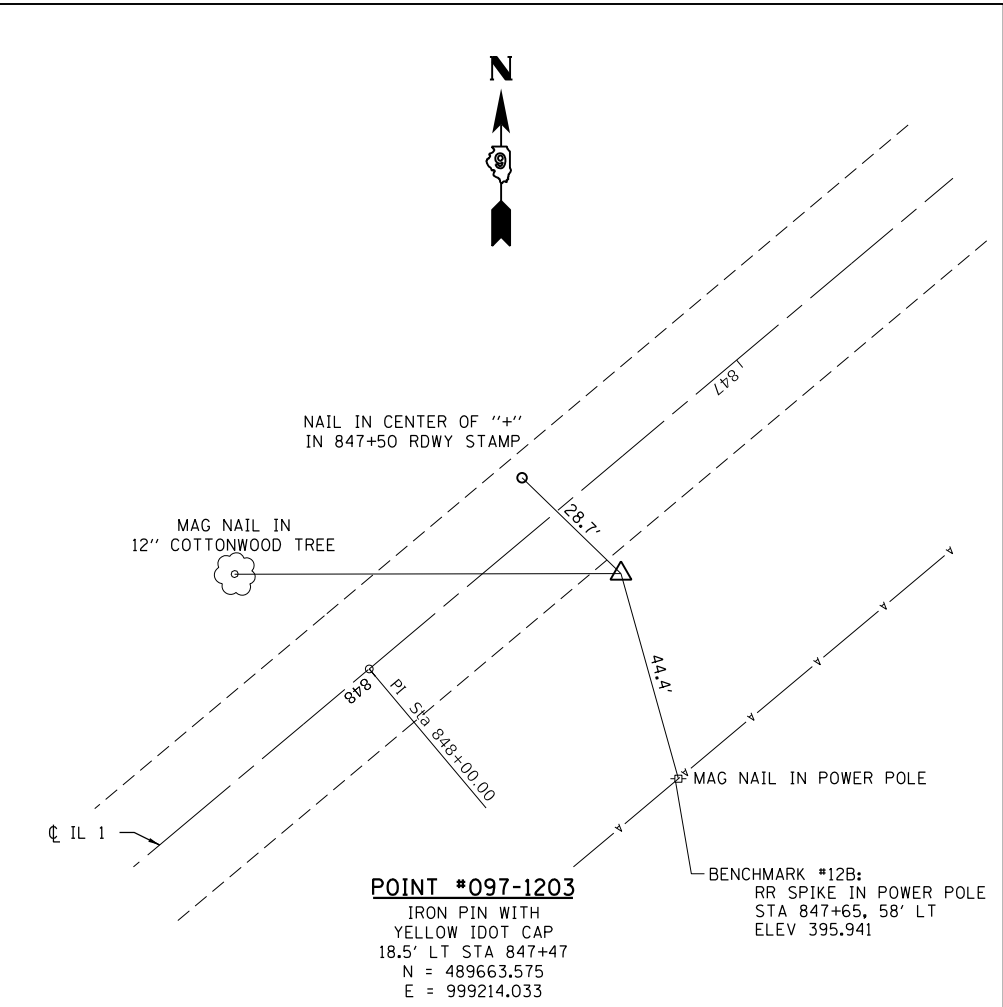 N
9
847
NAIL IN CENTER OF "+"
IN 847+50 RDWY STAMP
28.7'
MAG NAIL IN
12" COTTONWOOD TREE
44.4'
848
PI Sta 848+00.00
MAG NAIL IN POWER POLE
℄ IL 1
BENCHMARK #12B:
RR SPIKE IN POWER POLE
STA 847+65, 58' LT
ELEV 395.941
POINT #097-1203
IRON PIN WITH
YELLOW IDOT CAP
18.5' LT STA 847+47
N = 489663.575
E = 999214.033